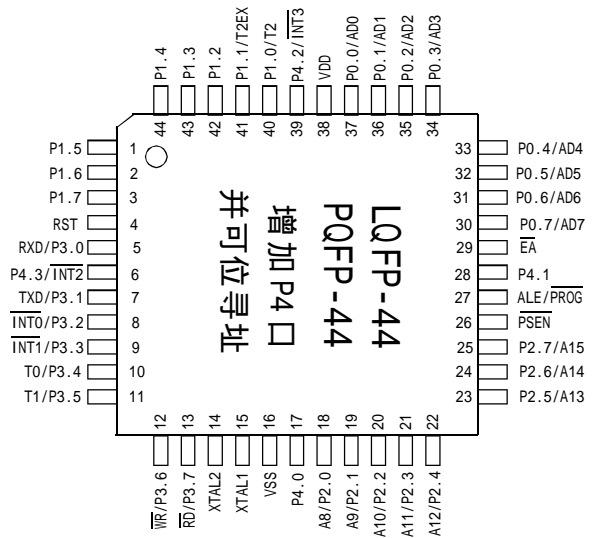 P1.4
P1.3
P1.2
P1.1/T2EX
P1.0/T2
P4.2/INT3
VDD
P0.0/AD0
P0.1/AD1
P0.2/AD2
P0.3/AD3
44
43
42
41
40
39
38
37
36
35
34
P1.5 1
P1.6 2
P1.7 3
RST 4
RXD/P3.0 5
P4.3/INT2 6
TXD/P3.1 7
INT0/P3.2 8
INT1/P3.3 9
T0/P3.4 10
T1/P3.5 11
LQFP-44
PQFP-44
增加P4口
并可位寻址
33 P0.4/AD4
32 P0.5/AD5
31 P0.6/AD6
30 P0.7/AD7
29 EA
28 P4.1
27 ALE/PROG
26 PSEN
25 P2.7/A15
24 P2.6/A14
23 P2.5/A13
12
13
14
15
16
17
18
19
20
21
22
WR/P3.6
RD/P3.7
XTAL2
XTAL1
VSS
P4.0
A8/P2.0
A9/P2.1
A10/P2.2
A11/P2.3
A12/P2.4